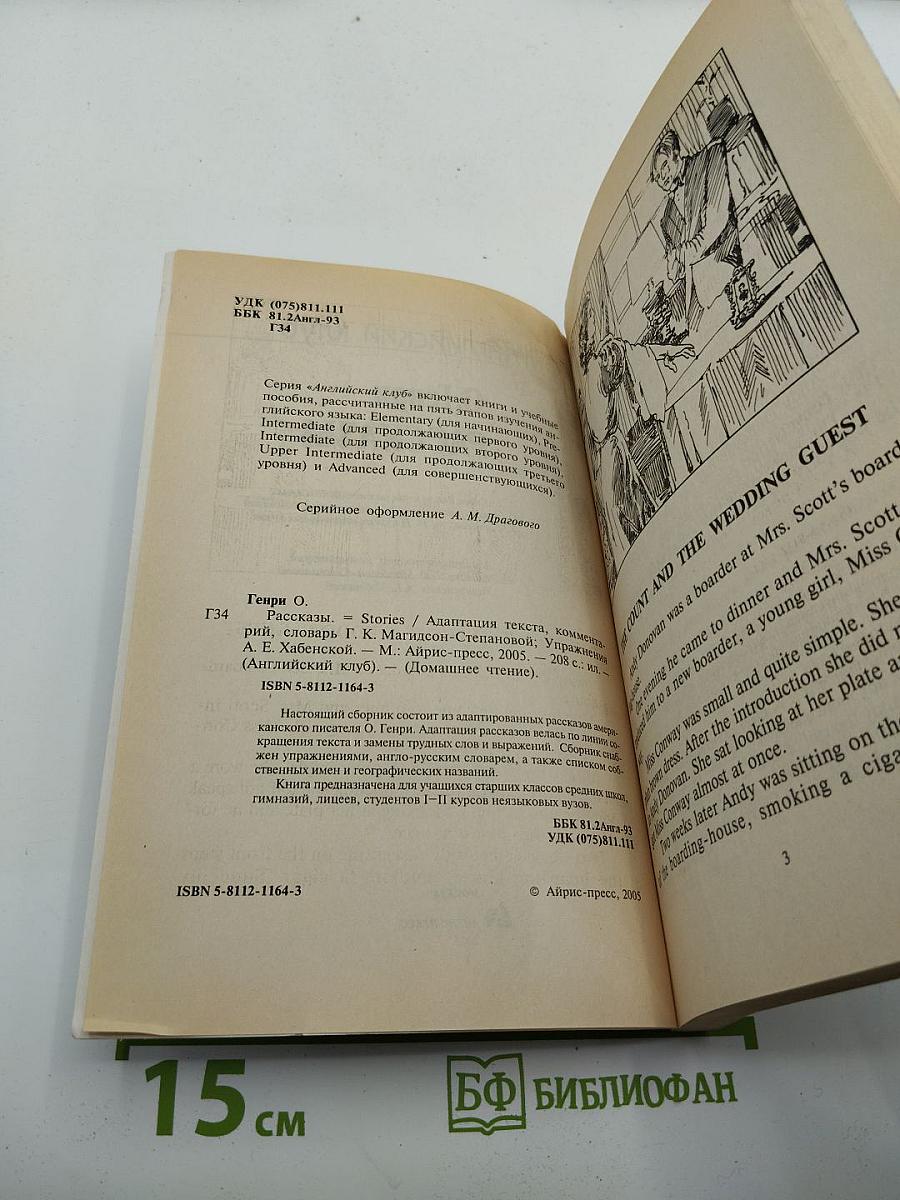 УДК (075)811.111
ББК 81.2Англ-93
Г34
Серия «Английский клуб» включает книги и учебные
пособия, рассчитанные на пять этапов изучения ан-
глийского языка: Elementary (для начинающих), Pre-
Intermediate (для продолжающих первого уровня),
Intermediate (для продолжающих второго уровня),
Upper Intermediate (для продолжающих третьего
уровня) и Advanced (для совершенствующихся).
Серийное оформление А. М. Драгового
Генри О.
Г34 Рассказы. = Stories / Адаптация текста, коммента-
рий, словарь Г. К. Магидсон-Степановой; Упражнения
А. Е. Хабенской. — М.: Айрис-пресс, 2005. — 208 с.: ил. —
(Английский клуб). — (Домашнее чтение).
ISBN 5-8112-1164-3
Настоящий сборник состоит из адаптированных рассказов амери-
канского писателя О. Генри. Адаптация рассказов велась по линии со-
кращения текста и замены трудных слов и выражений. Сборник снаб-
жен упражнениями, англо-русским словарем, а также списком соб-
ственных имен и географических названий.
Книга предназначена для учащихся старших классов средних школ,
гимназий, лицеев, студентов I–II курсов неязыковых вузов.
ББК 81.2Англ-93
УДК (075)811.111
ISBN 5-8112-1164-3
© Айрис-пресс, 2005
THE COUNT AND THE WEDDING GUEST
Andy Donovan was a boarder at Mrs. Scott's board
house.
One evening he came to dinner and Mrs. Scott
him to a new boarder, a young girl, Miss C
Miss Conway was small and quite simple. She
brown dress. After the introduction she did n
Andy Donovan. She sat looking at her plate a
Miss Conway almost at once.
Two weeks later Andy was sitting on the
of the boarding-house, smoking a ciga
3
15 см
БФ БИБЛИОФАН